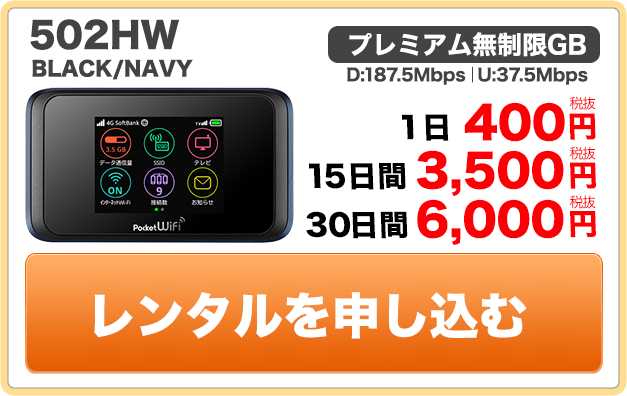 502HW
BLACK/NAVY
プレミアム無制限GB
D:187.5Mbps|U:37.5Mbps
4G SoftBank
TV
3.5 GB
SSID
データ通信量
SSID
テレビ
ON
000
9
インターネットWi-Fi
接続数
お知らせ
Pocket WiFi
1日 400円 税抜
15日間 3,500円 税抜
30日間 6,000円 税抜
レンタルを申し込む